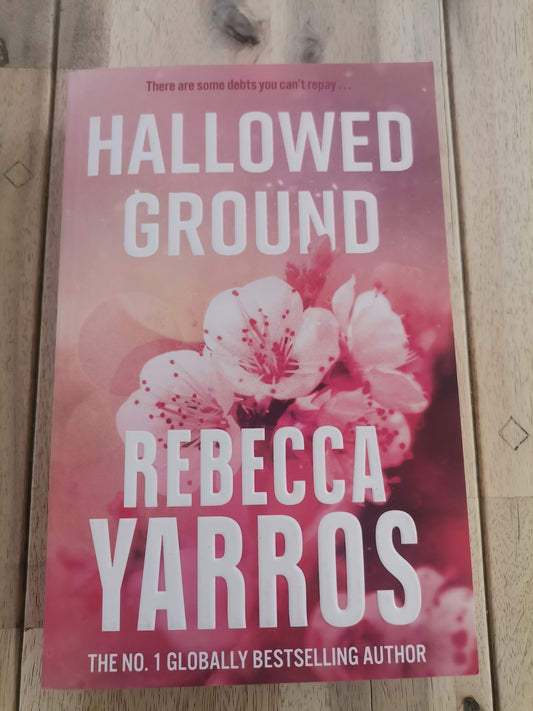 There are some debts you can't repay...
HALLOWED
GROUND
REBECCA
YARROS
THE NO. 1 GLOBALLY BESTSELLING AUTHOR